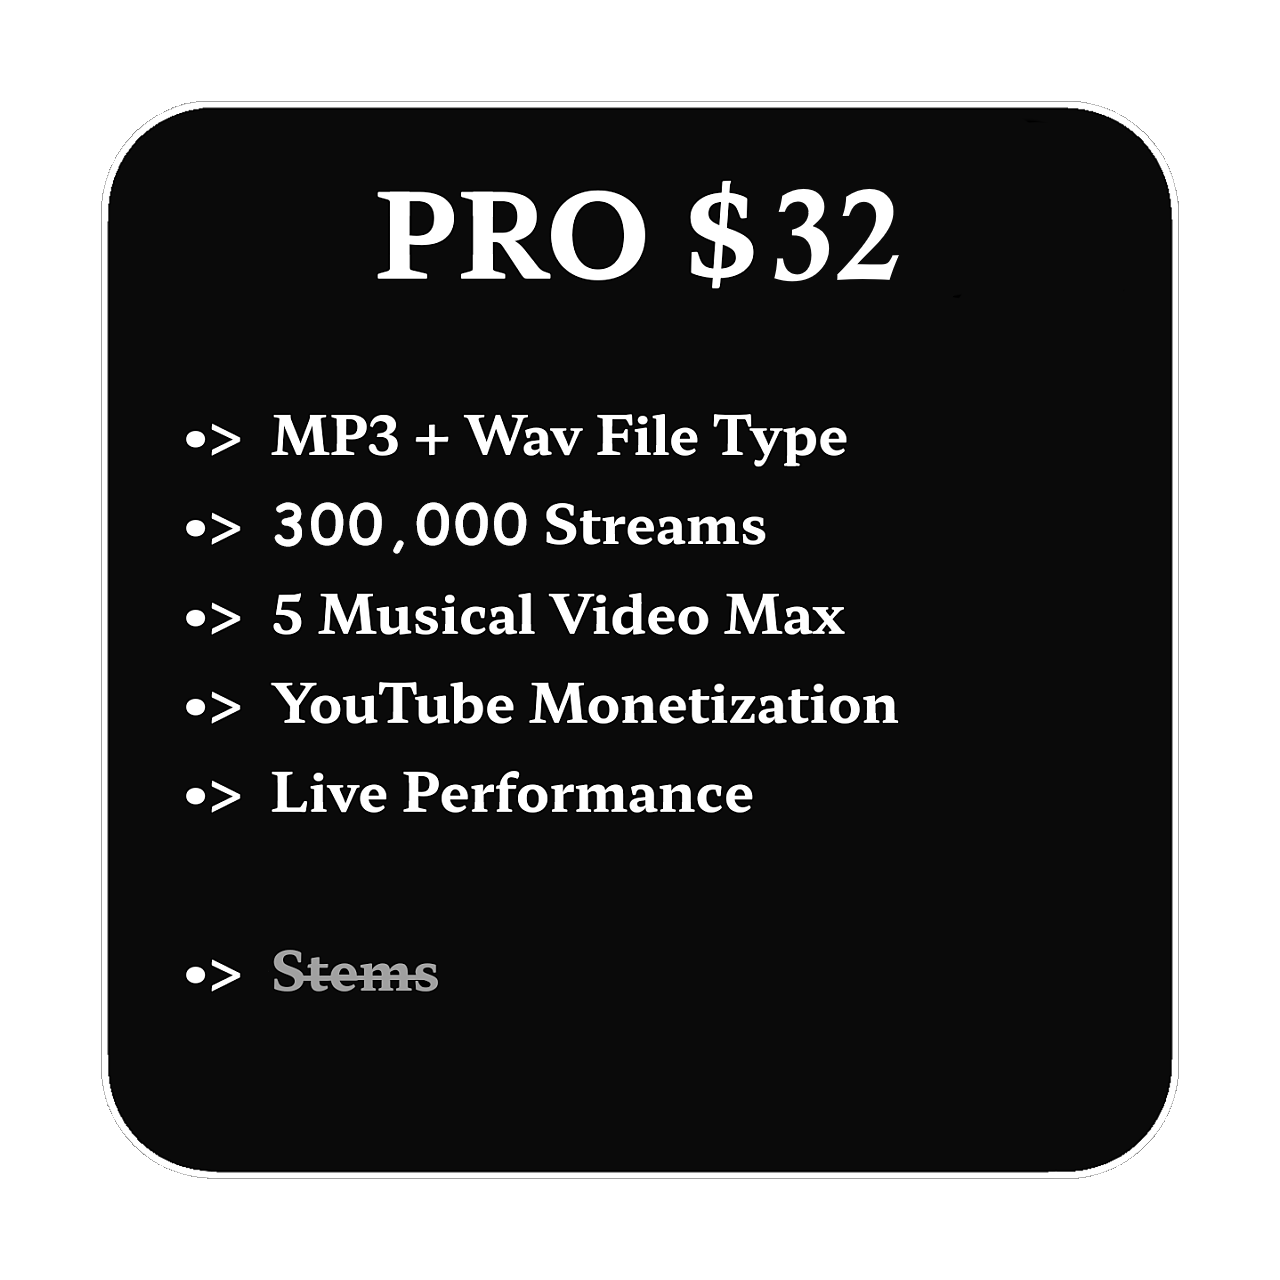 PRO $32
•> MP3 + Wav File Type
•> 300,000 Streams
•> 5 Musical Video Max
•> YouTube Monetization
•> Live Performance
•> Stems